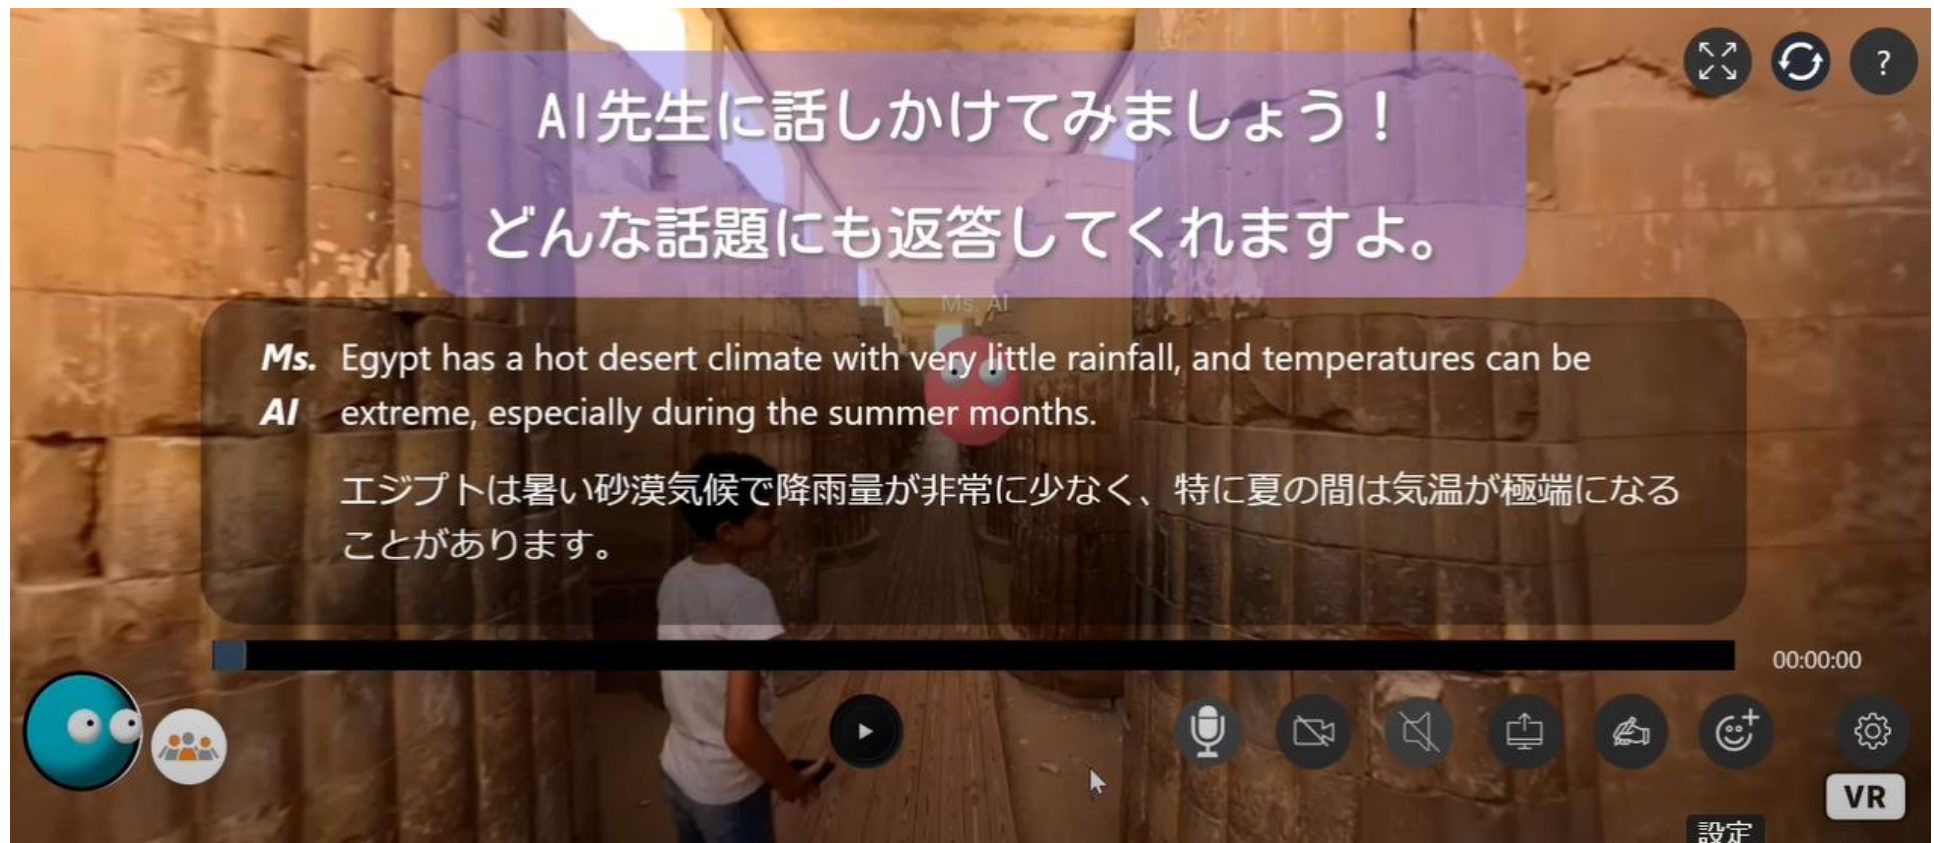 AI先生に話しかけてみましょう！
どんな話題にも返答してくれますよ。
Ms. AI
Ms. Egypt has a hot desert climate with very little rainfall, and temperatures can be
AI extreme, especially during the summer months.
エジプトは暑い砂漠気候で降雨量が非常に少なく、特に夏の間は気温が極端になる
ことがあります。
00:00:00
?
VR
設定